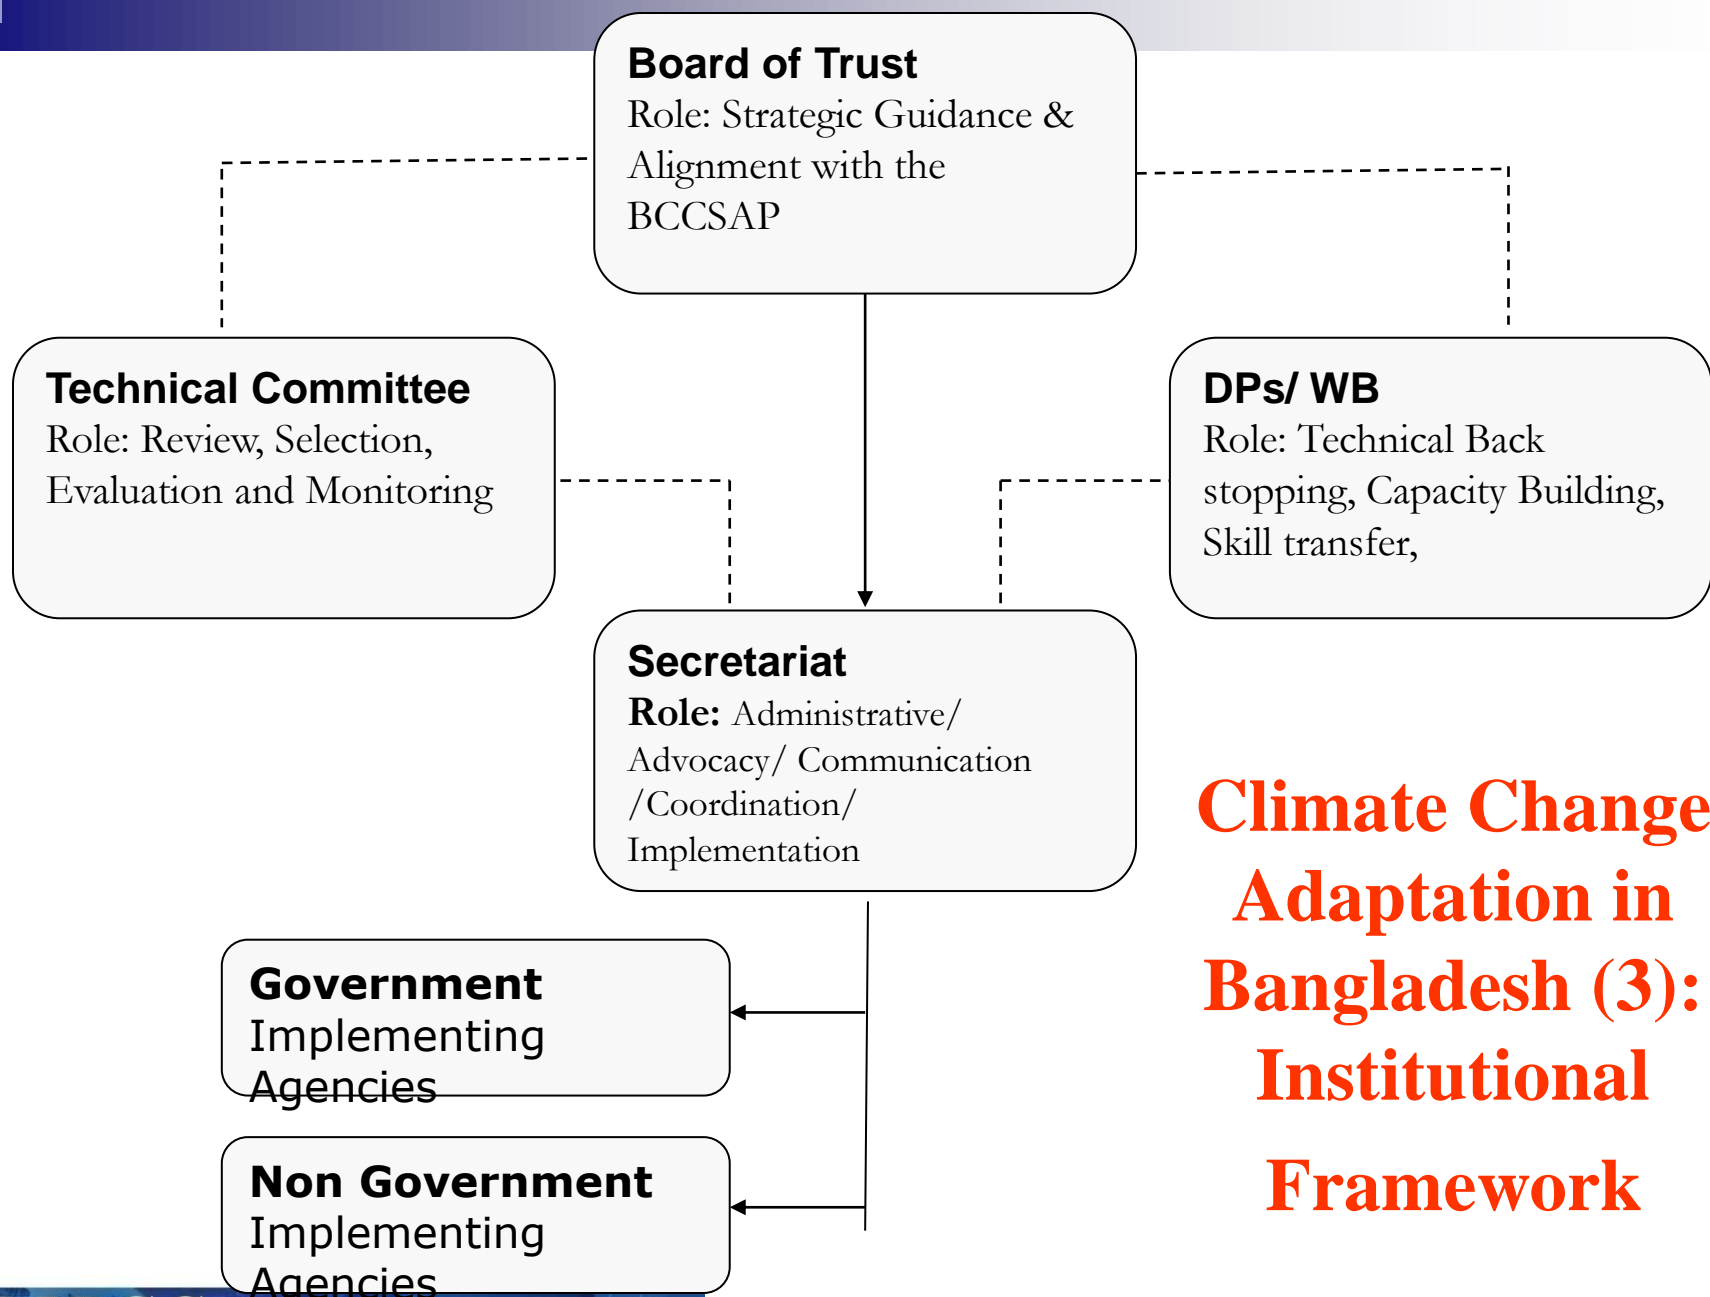 Board of Trust
Role: Strategic Guidance &
Alignment with the
BCCSAP
Technical Committee
Role: Review, Selection,
Evaluation and Monitoring
DPs/ WB
Role: Technical Back
stopping, Capacity Building,
Skill transfer,
Secretariat
Role: Administrative/
Advocacy/ Communication
/Coordination/
Implementation
Government
Implementing
Agencies
Non Government
Implementing
Agencies
Climate Change
Adaptation in
Bangladesh (3):
Institutional
Framework